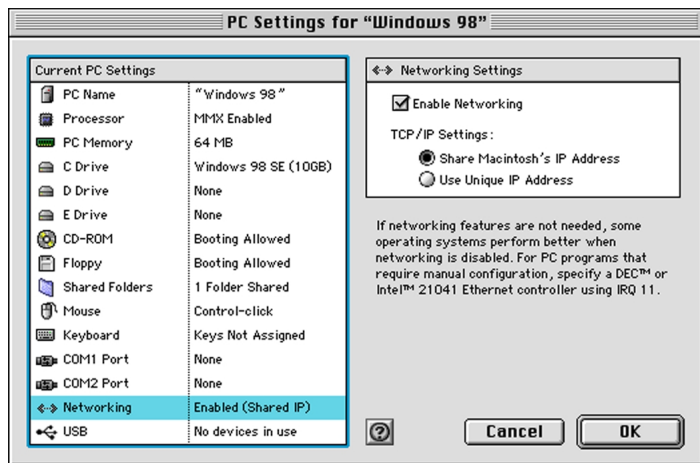 PC Settings for “Windows 98”
Current PC Settings
PC Name “Windows 98”
Processor MMX Enabled
PC Memory 64 MB
C Drive Windows 98 SE (10GB)
D Drive None
E Drive None
CD-ROM Booting Allowed
Floppy Booting Allowed
Shared Folders 1 Folder Shared
Mouse Control-click
Keyboard Keys Not Assigned
COM1 Port None
COM2 Port None
Networking Enabled (Shared IP)
USB No devices in use
Networking Settings
Enable Networking
TCP/IP Settings:
Share Macintosh's IP Address
Use Unique IP Address
If networking features are not needed, some
operating systems perform better when
networking is disabled. For PC programs that
require manual configuration, specify a DEC™ or
Intel™ 21041 Ethernet controller using IRQ 11.
?
Cancel
OK